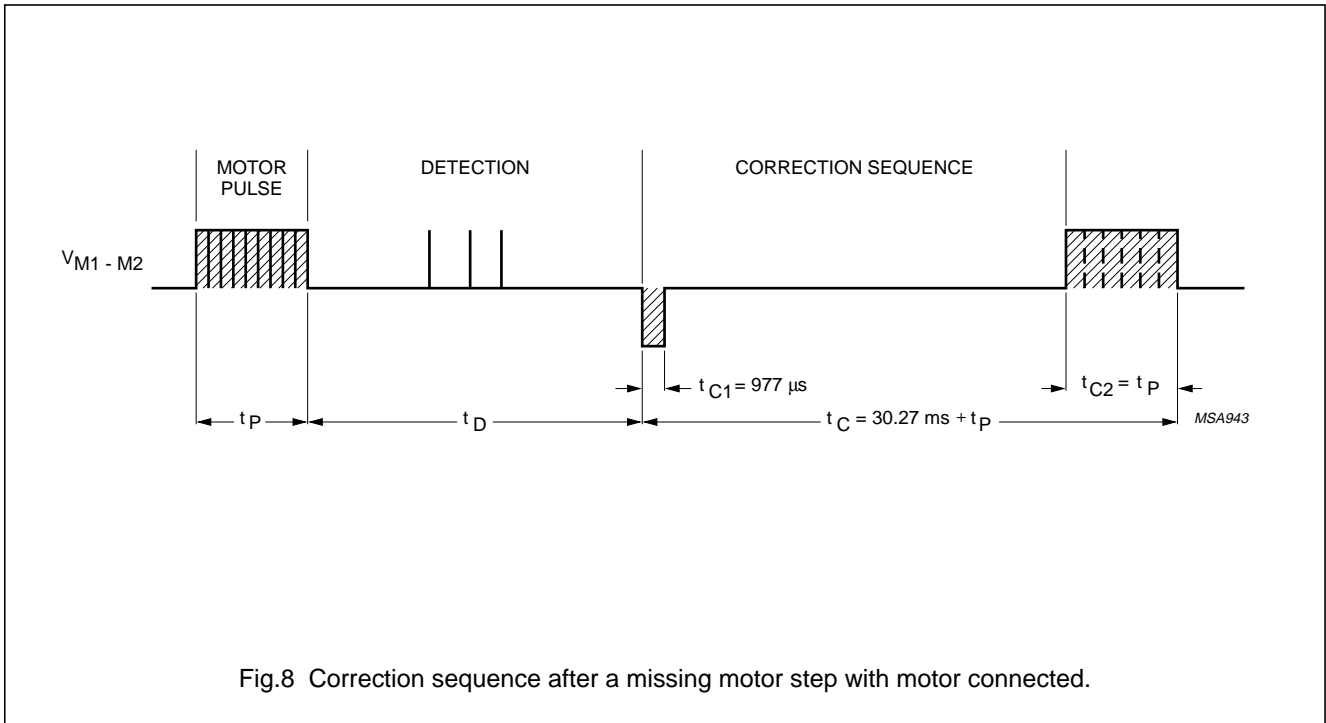 MOTOR
PULSE
DETECTION
CORRECTION SEQUENCE
VM1 - M2
tC1 = 977 µs
tC2 = tP
tP
tD
tC = 30.27 ms + tP
MSA943
Fig.8 Correction sequence after a missing motor step with motor connected.